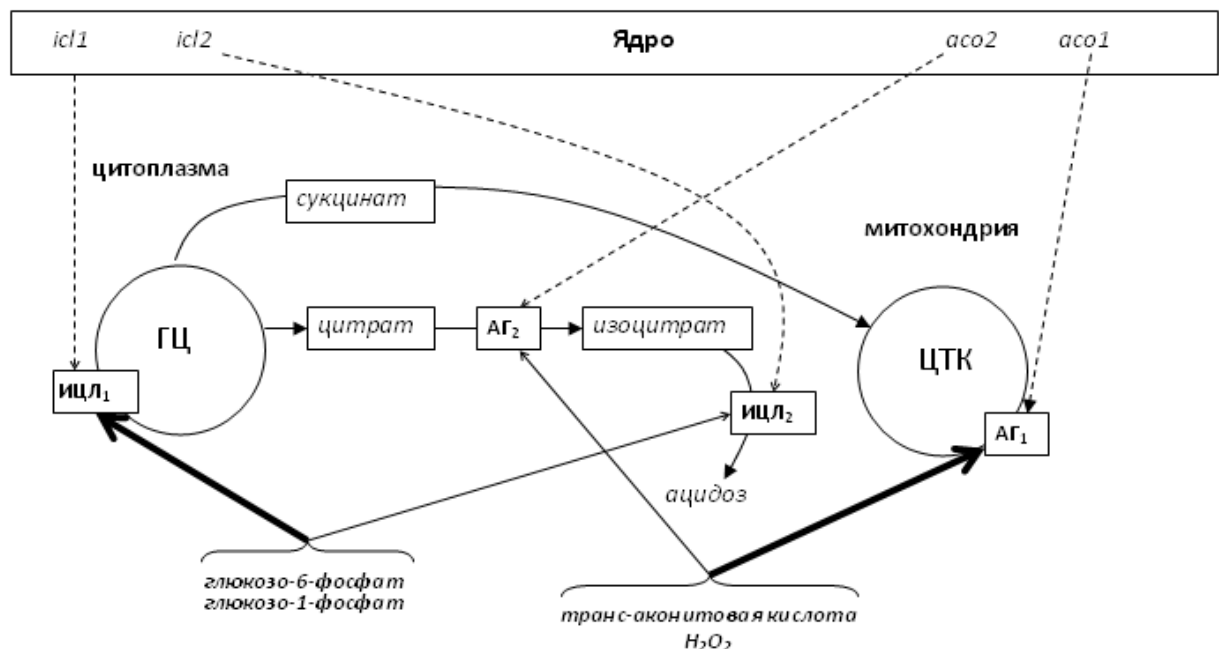 icl1 icl2 Ядро aco2 aco1
цитоплазма
сукцинат
митохондрия
ГЦ
цитрат
АГ₂
изоцитрат
ЦТК
ИЦЛ₁
ИЦЛ₂
АГ₁
ацидоз
глюкозо-6-фосфат
глюкозо-1-фосфат
транс-аконитовая кислота
H₂O₂